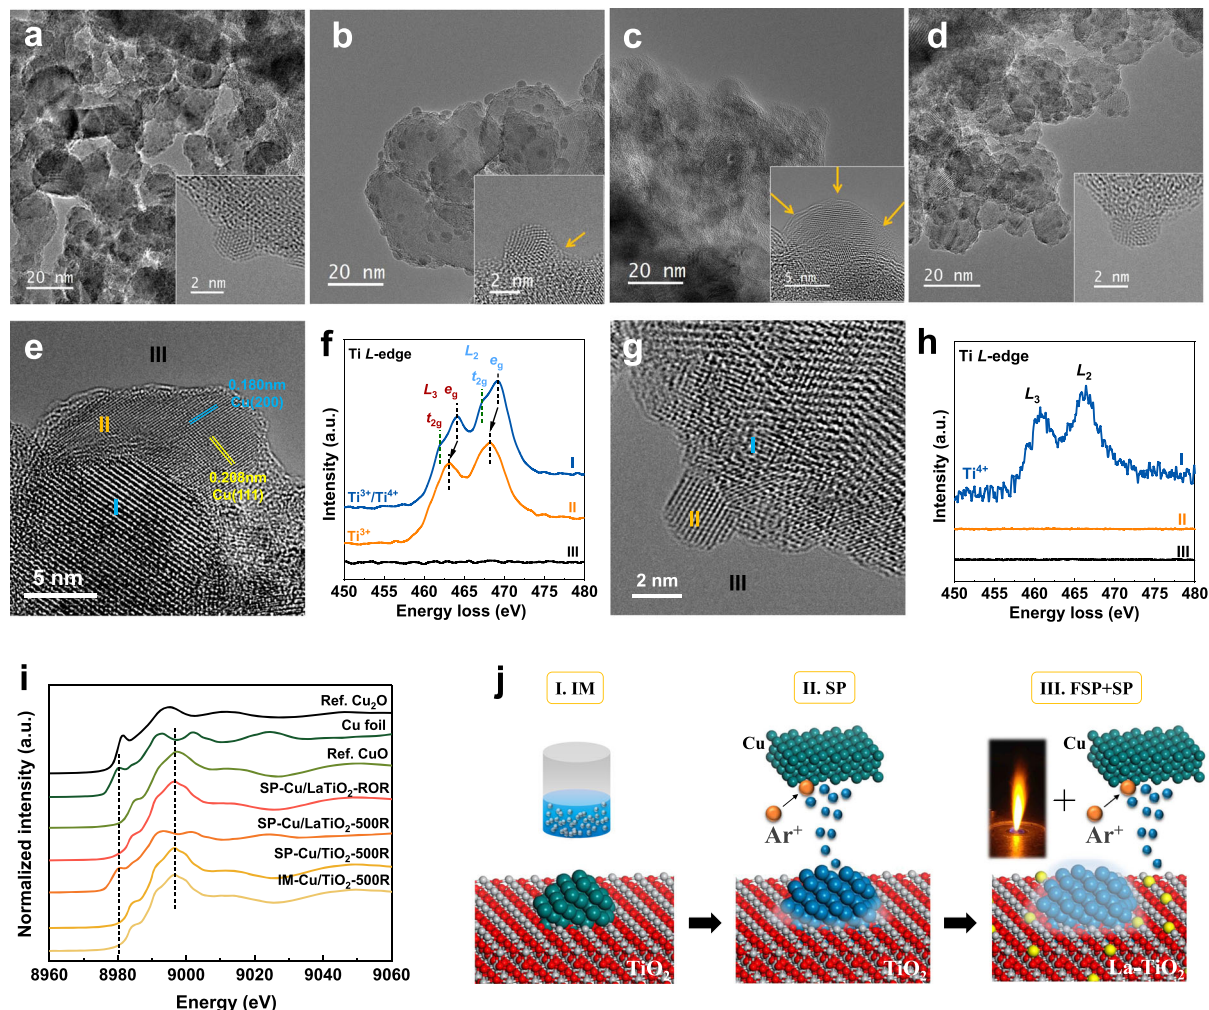 a
20 nm
2 nm
b
20 nm
2 nm
c
20 nm
5 nm
d
20 nm
2 nm
e
III
0.180nm
Cu(200)
II
0.208nm
Cu(111)
I
5 nm
f
Ti L-edge
L₂
t₂g
eg
L₃
eg
t₂g
I
Ti³⁺/Ti⁴⁺
II
Ti³⁺
III
Intensity (a.u.)
450 455 460 465 470 475 480
Energy loss (eV)
g
I
II
III
2 nm
h
Ti L-edge
L₂
L₃
I
Ti⁴⁺
II
III
Intensity (a.u.)
450 455 460 465 470 475 480
Energy loss (eV)
i
Ref. Cu₂O
Cu foil
Ref. CuO
SP-Cu/LaTiO₂-ROR
SP-Cu/LaTiO₂-500R
SP-Cu/TiO₂-500R
IM-Cu/TiO₂-500R
Normalized intensity (a.u.)
8960 8980 9000 9020 9040 9060
Energy (eV)
j
I. IM
II. SP
III. FSP+SP
Cu
Ar⁺
Cu
+
Ar⁺
TiO₂
TiO₂
La-TiO₂